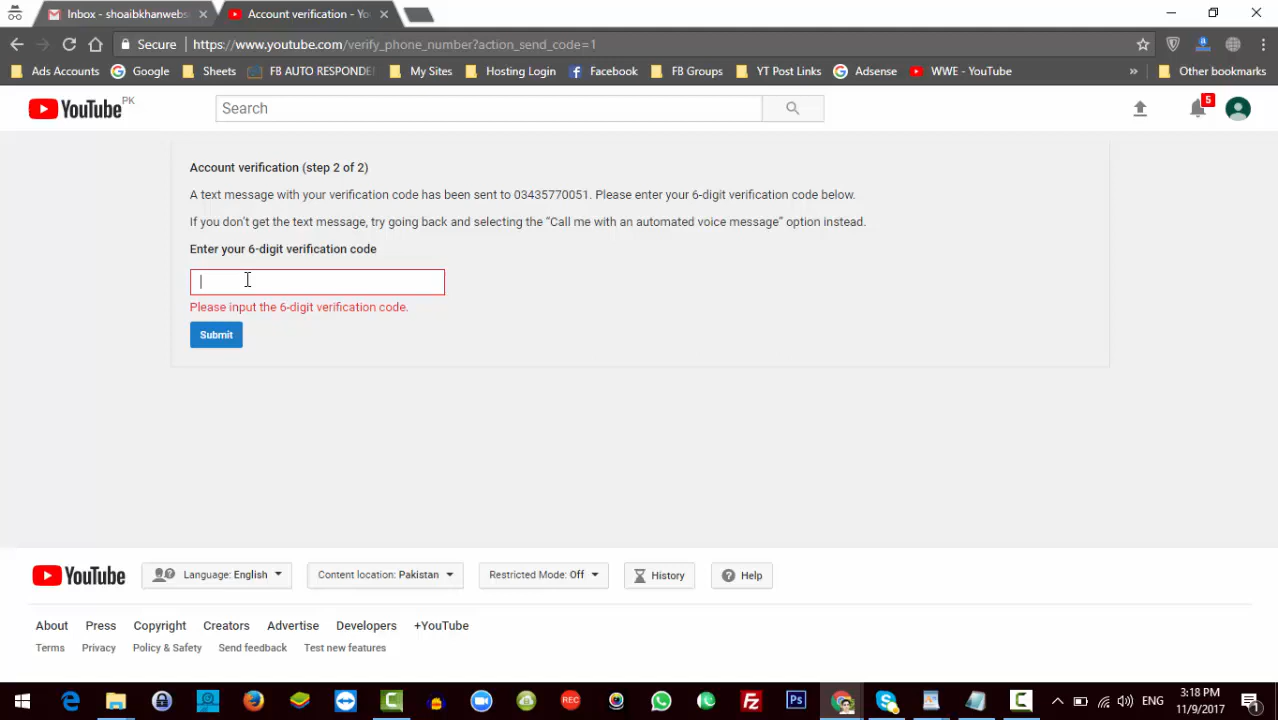 Inbox - shoaibkhanwebs
Account verification - Yo
Secure
https://www.youtube.com/verify_phone_number?action_send_code=1
Ads Accounts
Google
Sheets
FB AUTO RESPONDE
My Sites
Hosting Login
Facebook
FB Groups
YT Post Links
Adsense
WWE - YouTube
»
Other bookmarks
YouTube PK
Search
5
Account verification (step 2 of 2)
A text message with your verification code has been sent to 03435770051. Please enter your 6-digit verification code below.
If you don't get the text message, try going back and selecting the “Call me with an automated voice message” option instead.
Enter your 6-digit verification code
Please input the 6-digit verification code.
Submit
YouTube
Language: English
Content location: Pakistan
Restricted Mode: Off
History
Help
About
Press
Copyright
Creators
Advertise
Developers
+YouTube
Terms
Privacy
Policy & Safety
Send feedback
Test new features
REC
Fz
Ps
ENG
3:18 PM
11/9/2017
1